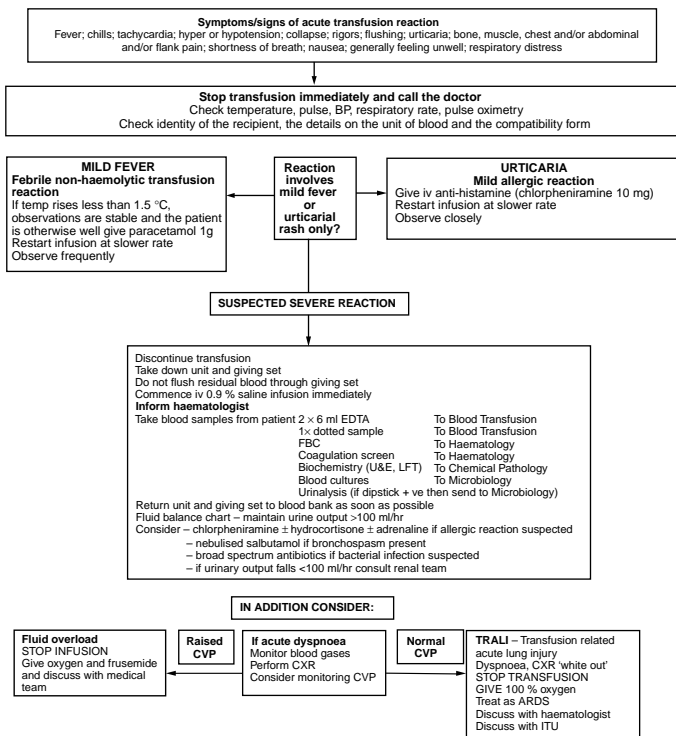 Symptoms/signs of acute transfusion reaction
Fever; chills; tachycardia; hyper or hypotension; collapse; rigors; flushing; urticaria; bone, muscle, chest and/or abdominal
and/or flank pain; shortness of breath; nausea; generally feeling unwell; respiratory distress
Stop transfusion immediately and call the doctor
Check temperature, pulse, BP, respiratory rate, pulse oximetry
Check identity of the recipient, the details on the unit of blood and the compatibility form
MILD FEVER
Febrile non-haemolytic transfusion
reaction
If temp rises less than 1.5 °C,
observations are stable and the patient
is otherwise well give paracetamol 1g
Restart infusion at slower rate
Observe frequently
Reaction
involves
mild fever
or
urticarial
rash only?
URTICARIA
Mild allergic reaction
Give iv anti-histamine (chlorpheniramine 10 mg)
Restart infusion at slower rate
Observe closely
SUSPECTED SEVERE REACTION
Discontinue transfusion
Take down unit and giving set
Do not flush residual blood through giving set
Commence iv 0.9 % saline infusion immediately
Inform haematologist
Take blood samples from patient 2 × 6 ml EDTA To Blood Transfusion
1× dotted sample To Blood Transfusion
FBC To Haematology
Coagulation screen To Haematology
Biochemistry (U&E, LFT) To Chemical Pathology
Blood cultures To Microbiology
Urinalysis (if dipstick + ve then send to Microbiology)
Return unit and giving set to blood bank as soon as possible
Fluid balance chart – maintain urine output >100 ml/hr
Consider – chlorpheniramine ± hydrocortisone ± adrenaline if allergic reaction suspected
– nebulised salbutamol if bronchospasm present
– broad spectrum antibiotics if bacterial infection suspected
– if urinary output falls <100 ml/hr consult renal team
IN ADDITION CONSIDER:
Fluid overload
STOP INFUSION
Give oxygen and frusemide
and discuss with medical
team
Raised
CVP
If acute dyspnoea
Monitor blood gases
Perform CXR
Consider monitoring CVP
Normal
CVP
TRALI – Transfusion related
acute lung injury
Dyspnoea, CXR ‘white out’
STOP TRANSFUSION
GIVE 100 % oxygen
Treat as ARDS
Discuss with haematologist
Discuss with ITU